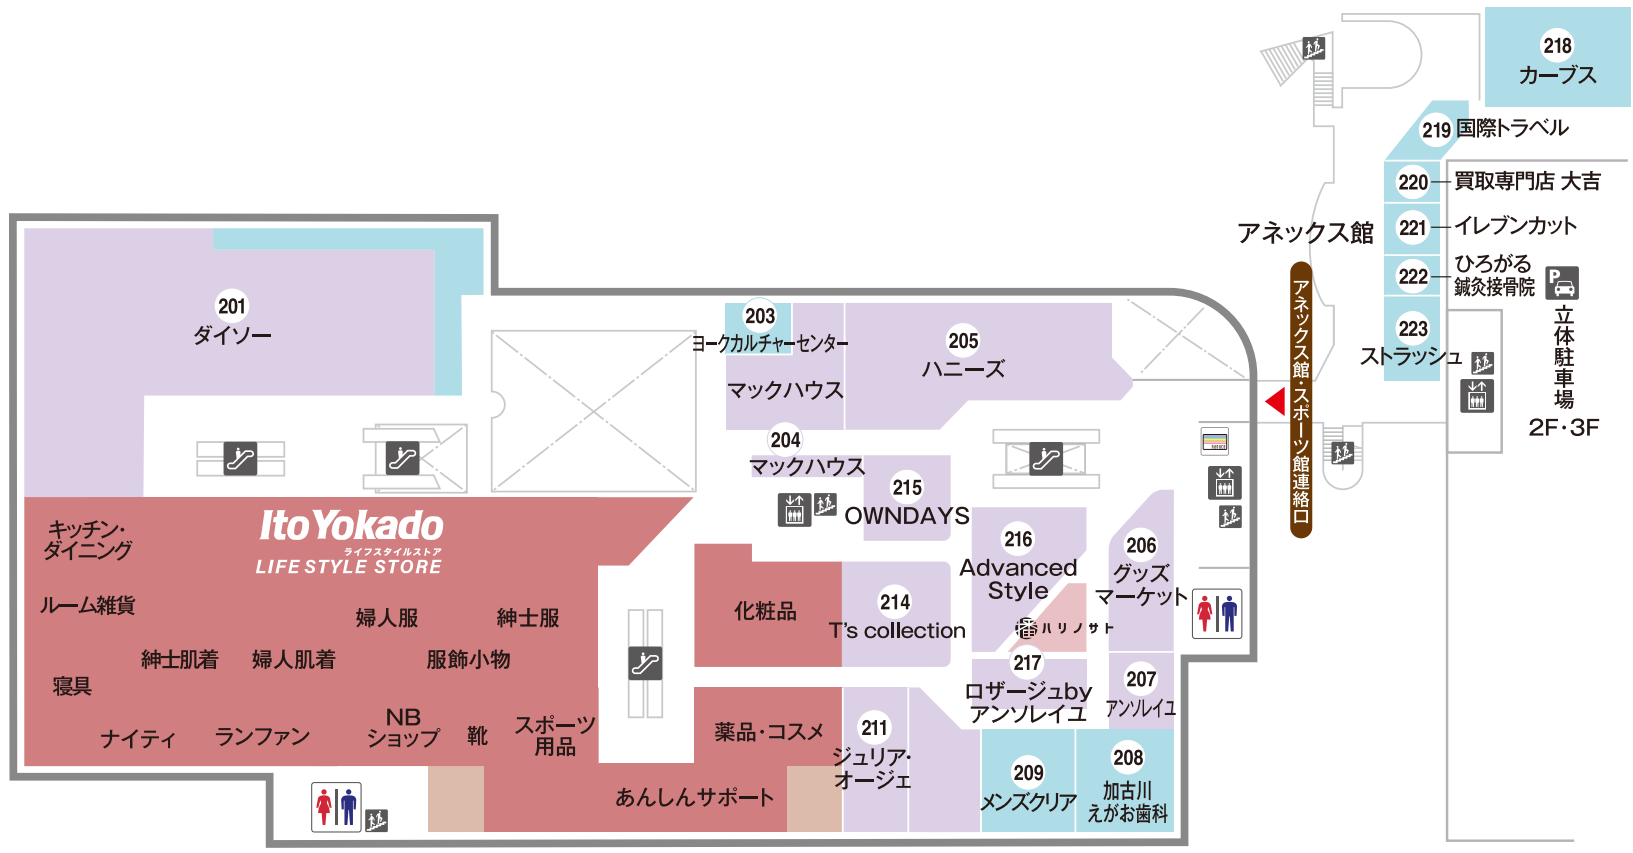 218
カーブス
219 国際トラベル
220 買取専門店 大吉
221 イレブンカット
222 ひろがる
鍼灸接骨院
223
ストラッシュ
アネックス館
アネックス館・スポーツ館連絡口
P
立体駐車場
2F・3F
201
ダイソー
203
ヨークカルチャーセンター
マックハウス
204
マックハウス
205
ハニーズ
215
OWNDAYS
216
Advanced
Style
206
グッズ
マーケット
214
T's collection
ハリノサト
217
ロザージュby
アンソレイユ
207
アンソレイユ
211
ジュリア・
オージェ
209
メンズクリア
208
加古川
えがお歯科
Ito Yokado
ライフスタイルストア
LIFE STYLE STORE
キッチン・
ダイニング
ルーム雑貨
婦人服
紳士服
紳士肌着
婦人肌着
服飾小物
寝具
ナイティ
ランファン
NB
ショップ
靴
スポーツ
用品
化粧品
薬品・コスメ
あんしんサポート